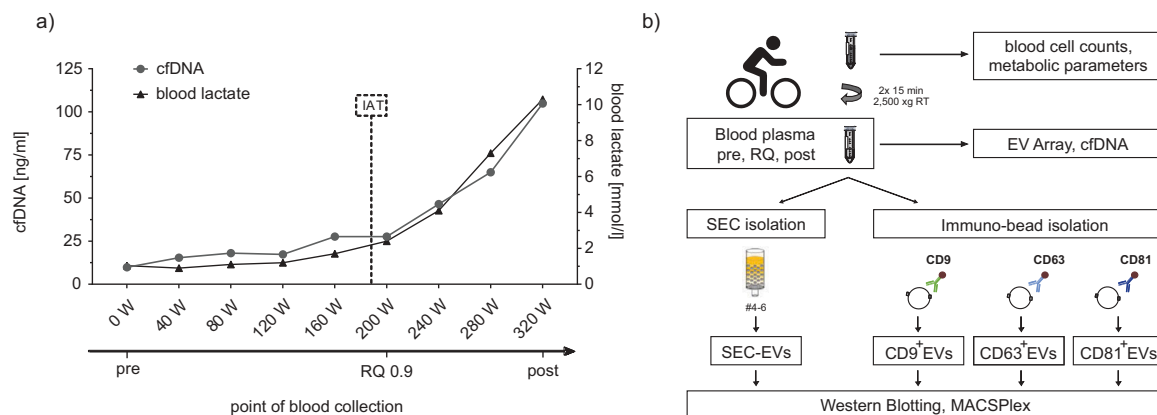 a)
cfDNA
blood lactate
125
100
75
50
25
0
cfDNA [ng/ml]
IAT
12
10
8
6
4
2
0
blood lactate [mmol/l]
0 W
40 W
80 W
120 W
160 W
200 W
240 W
280 W
320 W
pre
RQ 0.9
post
point of blood collection
b)
blood cell counts,
metabolic parameters
2x 15 min
2,500 xg RT
Blood plasma
pre, RQ, post
EV Array, cfDNA
SEC isolation
Immuno-bead isolation
CD9
CD63
CD81
#4-6
SEC-EVs
CD9+EVs
CD63+EVs
CD81+EVs
Western Blotting, MACSPlex